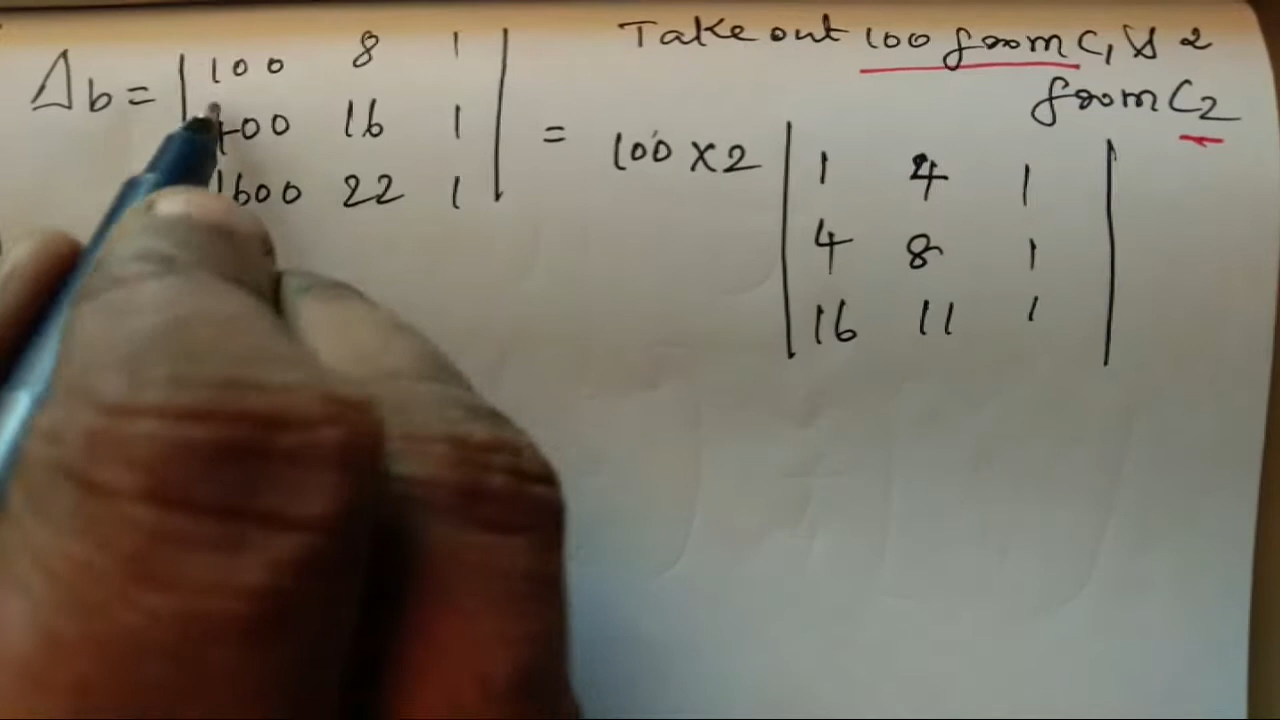 Take out 100 from C1 & 2
from C2
Δb = | 100 8 1 |
| 400 16 1 | = 100 × 2 | 1 4 1 |
| 1600 22 1 | | 4 8 1 |
| 16 11 1 |